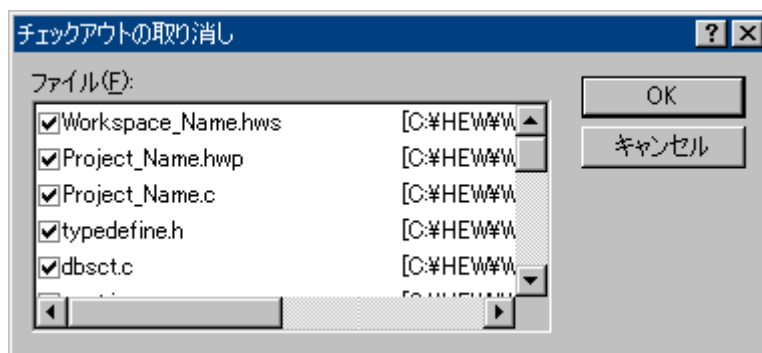 チェックアウトの取り消し
ファイル(F):
Workspace_Name.hws [C:¥HEW¥W
Project_Name.hwp [C:¥HEW¥W
Project_Name.c [C:¥HEW¥W
typedefine.h [C:¥HEW¥W
dbsct.c [C:¥HEW¥W
OK
キャンセル